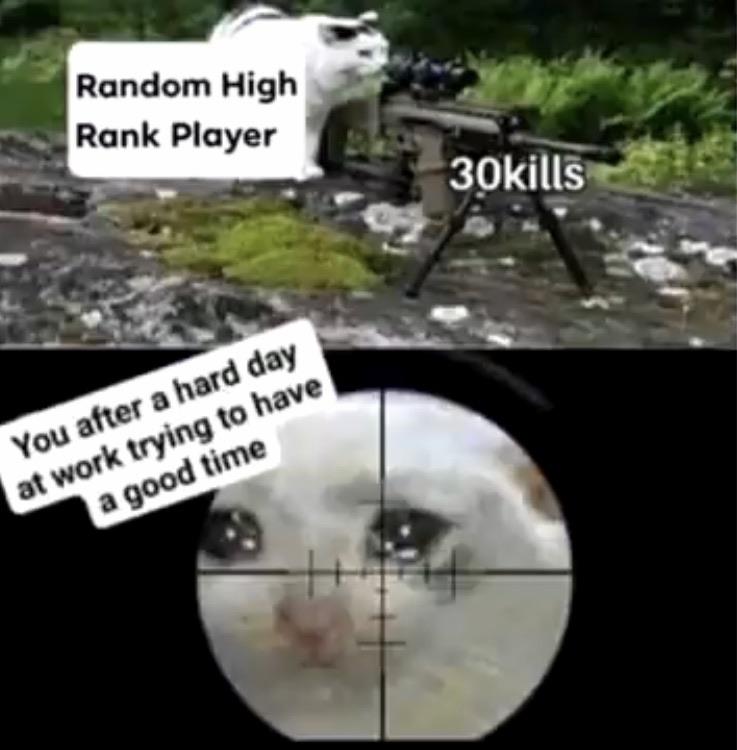 Random High
Rank Player
30kills
You after a hard day
at work trying to have
a good time